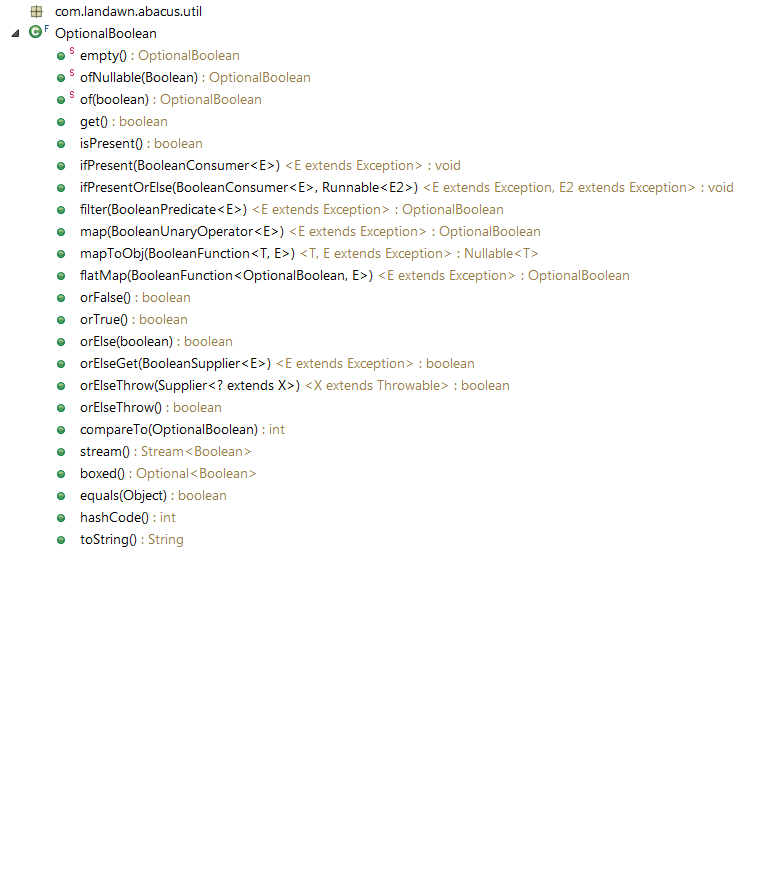 com.landawn.abacus.util
C F OptionalBoolean
S empty() : OptionalBoolean
S ofNullable(Boolean) : OptionalBoolean
S of(boolean) : OptionalBoolean
get() : boolean
isPresent() : boolean
ifPresent(BooleanConsumer<E>) <E extends Exception> : void
ifPresentOrElse(BooleanConsumer<E>, Runnable<E2>) <E extends Exception, E2 extends Exception> : void
filter(BooleanPredicate<E>) <E extends Exception> : OptionalBoolean
map(BooleanUnaryOperator<E>) <E extends Exception> : OptionalBoolean
mapToObj(BooleanFunction<T, E>) <T, E extends Exception> : Nullable<T>
flatMap(BooleanFunction<OptionalBoolean, E>) <E extends Exception> : OptionalBoolean
orFalse() : boolean
orTrue() : boolean
orElse(boolean) : boolean
orElseGet(BooleanSupplier<E>) <E extends Exception> : boolean
orElseThrow(Supplier<? extends X>) <X extends Throwable> : boolean
orElseThrow() : boolean
compareTo(OptionalBoolean) : int
stream() : Stream<Boolean>
boxed() : Optional<Boolean>
equals(Object) : boolean
hashCode() : int
toString() : String